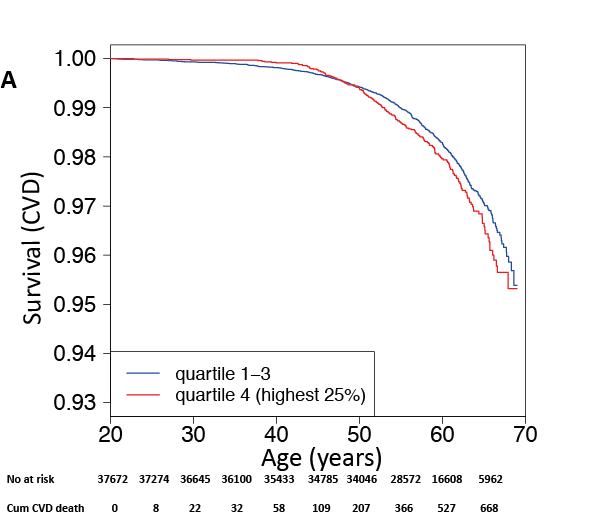 A
Survival (CVD)
1.00
0.99
0.98
0.97
0.96
0.95
0.94
0.93
quartile 1–3
quartile 4 (highest 25%)
20 30 40 50 60 70
Age (years)
No at risk 37672 37274 36645 36100 35433 34785 34046 28572 16608 5962
Cum CVD death 0 8 22 32 58 109 207 366 527 668